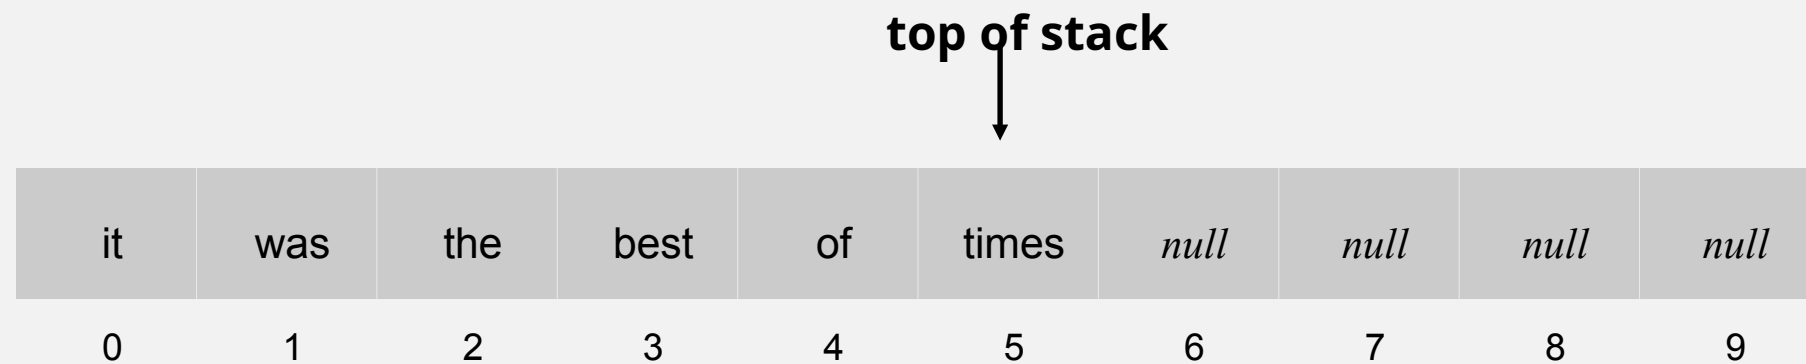 top of stack
it was the best of times null null null null
0 1 2 3 4 5 6 7 8 9